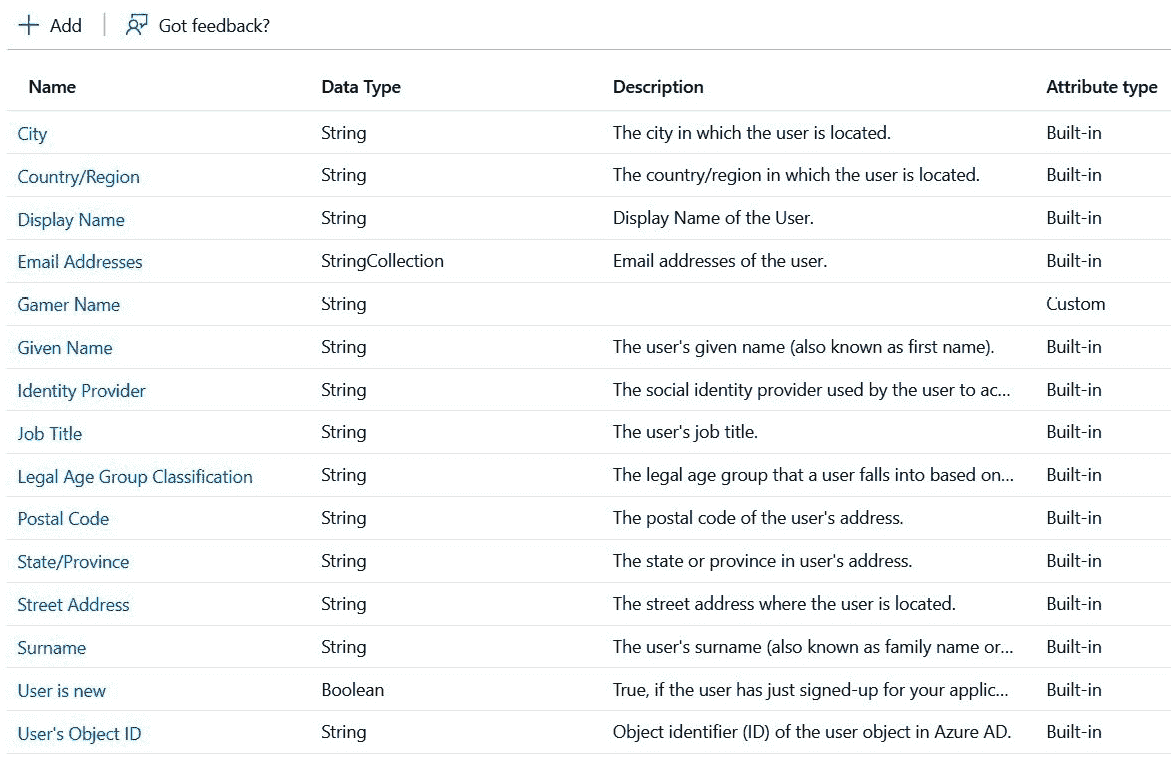 + Add | Got feedback?
Name Data Type Description Attribute type
City String The city in which the user is located. Built-in
Country/Region String The country/region in which the user is located. Built-in
Display Name String Display Name of the User. Built-in
Email Addresses StringCollection Email addresses of the user. Built-in
Gamer Name String Custom
Given Name String The user's given name (also known as first name). Built-in
Identity Provider String The social identity provider used by the user to ac... Built-in
Job Title String The user's job title. Built-in
Legal Age Group Classification String The legal age group that a user falls into based on... Built-in
Postal Code String The postal code of the user's address. Built-in
State/Province String The state or province in user's address. Built-in
Street Address String The street address where the user is located. Built-in
Surname String The user's surname (also known as family name or... Built-in
User is new Boolean True, if the user has just signed-up for your applic... Built-in
User's Object ID String Object identifier (ID) of the user object in Azure AD. Built-in